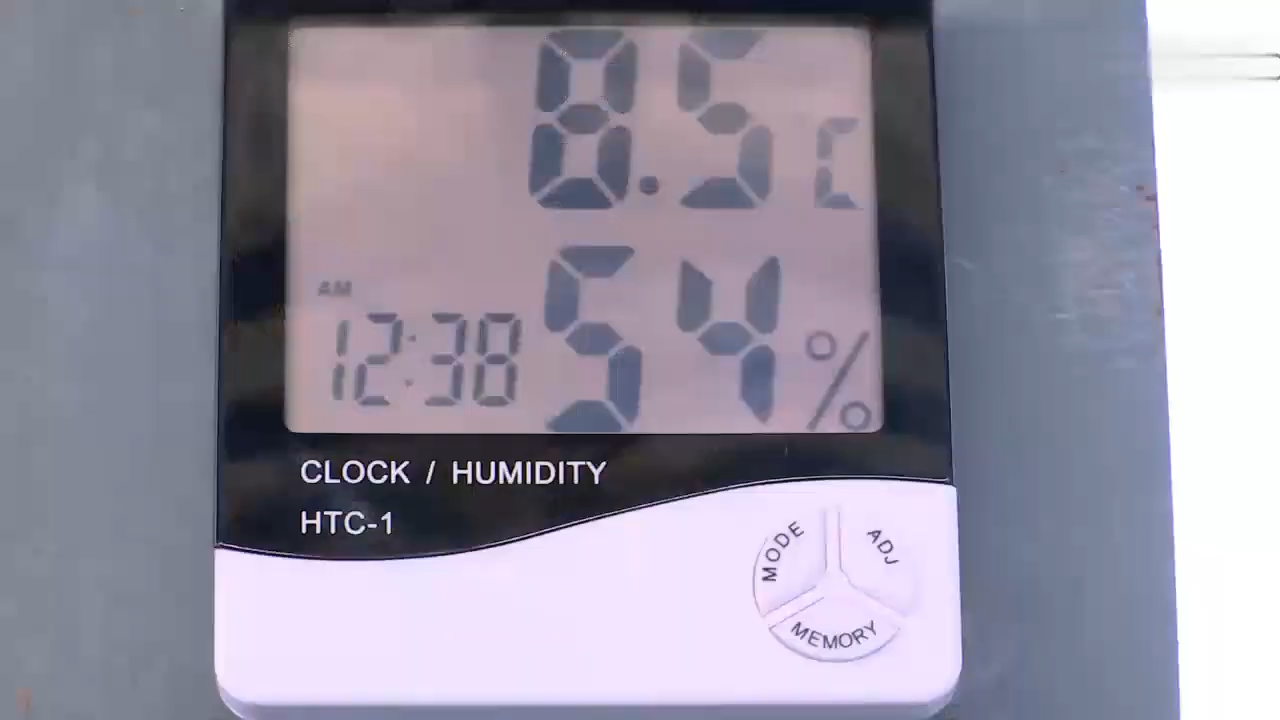 8.5 C
AM
12:38
54 %
CLOCK / HUMIDITY
HTC-1
MODE
ADJ
MEMORY